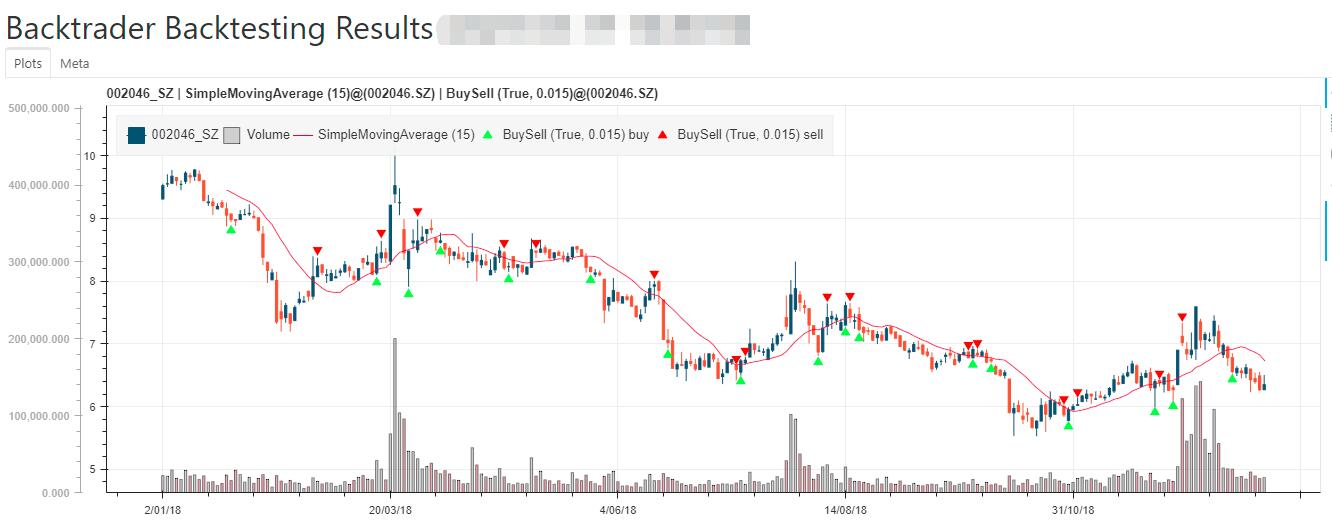 Backtrader Backtesting Results
Plots Meta
002046_SZ | SimpleMovingAverage (15)@(002046.SZ) | BuySell (True, 0.015)@(002046.SZ)
002046_SZ Volume SimpleMovingAverage (15) BuySell (True, 0.015) buy BuySell (True, 0.015) sell
500,000.000
400,000.000
300,000.000
200,000.000
100,000.000
0.000
10
9
8
7
6
5
2/01/18 20/03/18 4/06/18 14/08/18 31/10/18